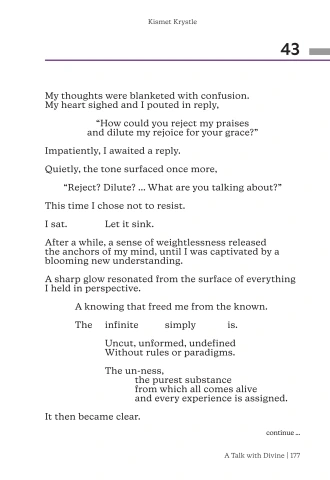 Kismet Krystle
43
My thoughts were blanketed with confusion.
My heart sighed and I pouted in reply,
“How could you reject my praises
and dilute my rejoice for your grace?”
Impatiently, I awaited a reply.
Quietly, the tone surfaced once more,
“Reject? Dilute? ... What are you talking about?”
This time I chose not to resist.
I sat. Let it sink.
After a while, a sense of weightlessness released
the anchors of my mind, until I was captivated by a
blooming new understanding.
A sharp glow resonated from the surface of everything
I held in perspective.
A knowing that freed me from the known.
The infinite simply is.
Uncut, unformed, undefined
Without rules or paradigms.
The un-ness,
the purest substance
from which all comes alive
and every experience is assigned.
It then became clear.
continue ...
A Talk with Divine | 177